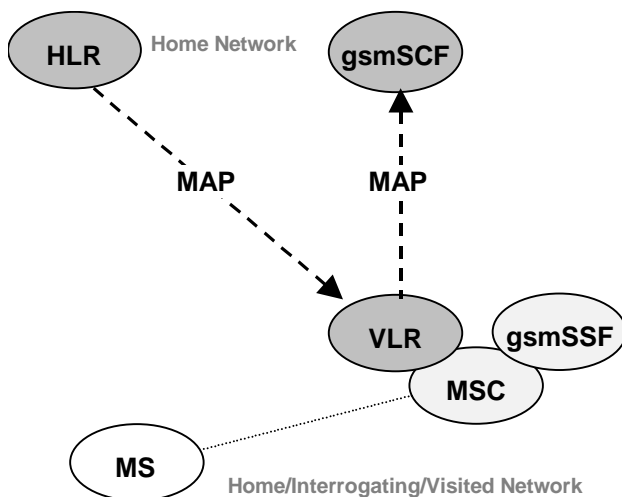 HLR
Home Network
gsmSCF
MAP
MAP
VLR
gsmSSF
MSC
MS
Home/Interrogating/Visited Network